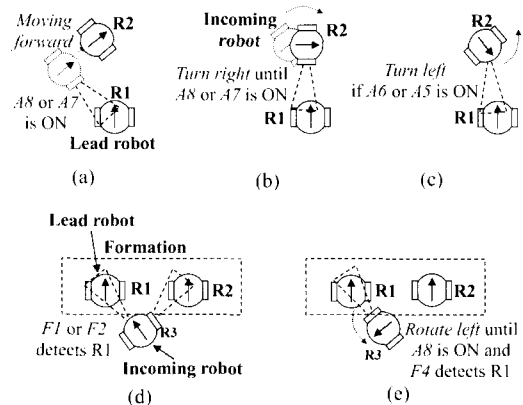 Moving
forward
R2
R1
A8 or A7
is ON
Lead robot
(a)
Incoming
robot
R2
Turn right until
A8 or A7 is ON
R1
(b)
R2
Turn left
if A6 or A5 is ON
R1
(c)
Lead robot
Formation
R1
R2
F1 or F2
detects R1
R3
Incoming robot
(d)
R1
R2
R3
Rotate left until
A8 is ON and
F4 detects R1
(e)